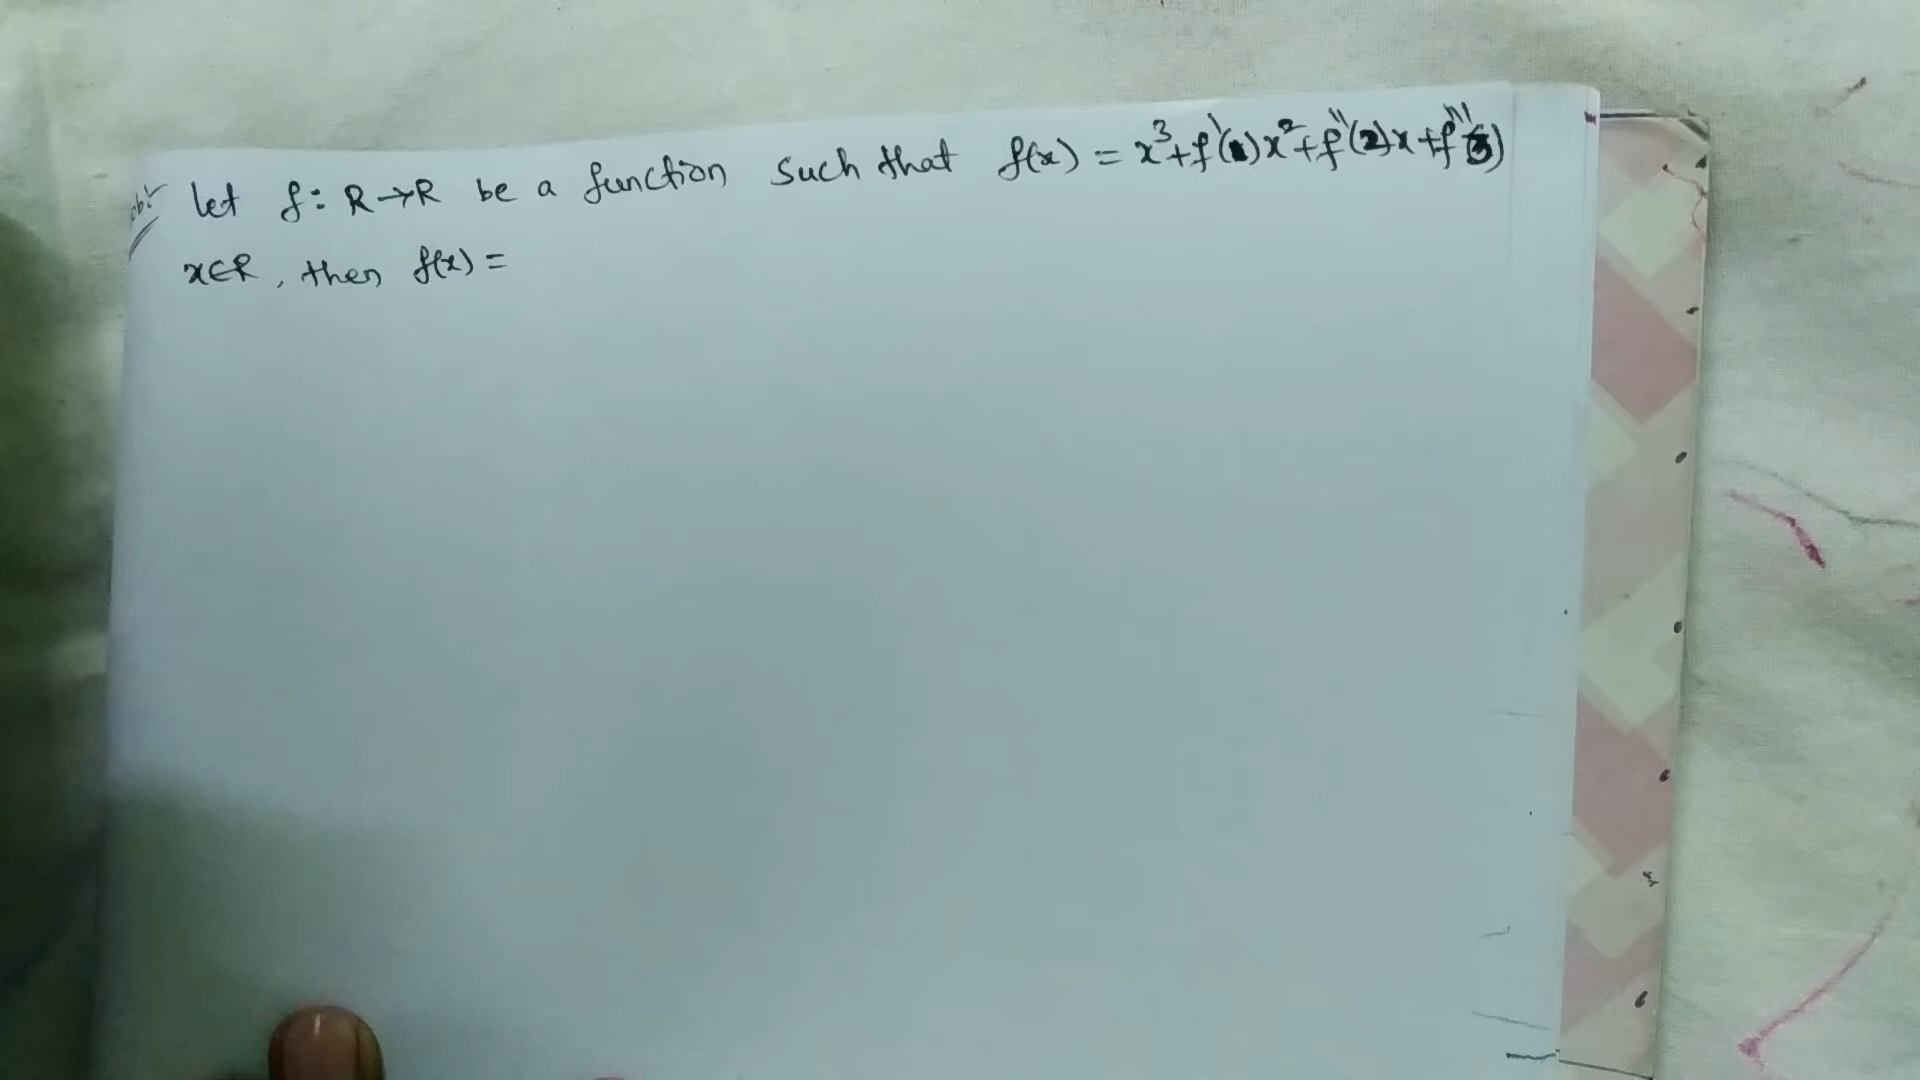 let f: R→R be a function such that f(x) = x³+f'(1)x²+f''(2)x+f'''(3)
x∈R, then f(x) =